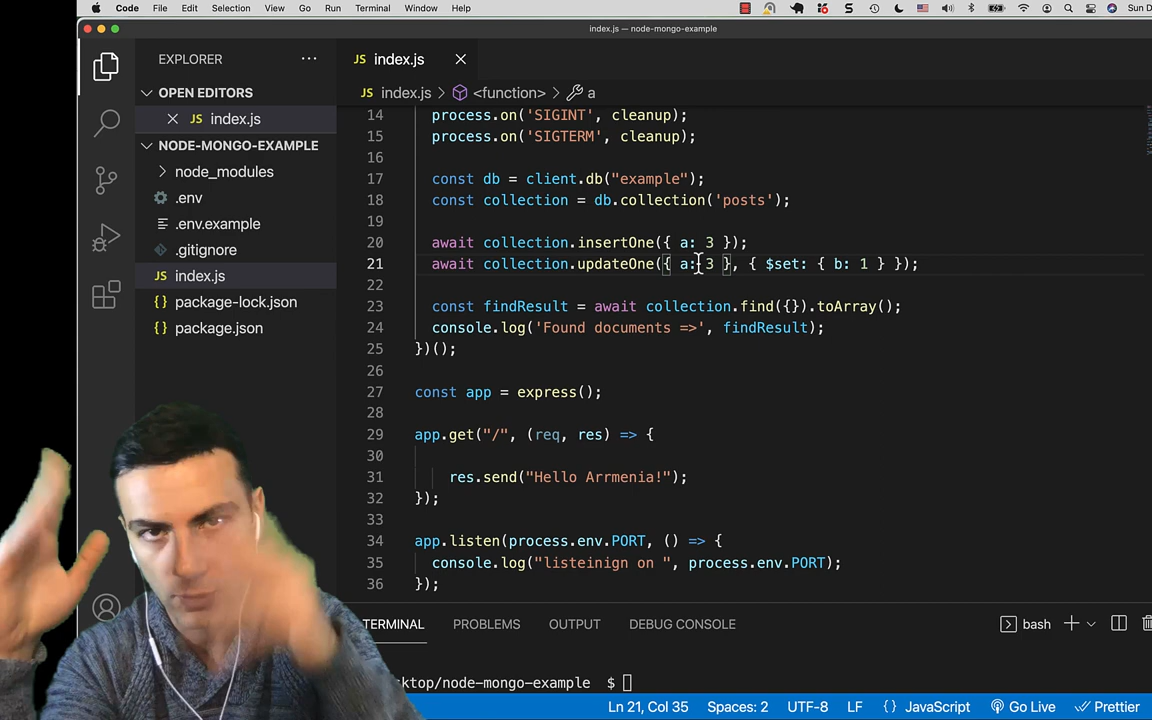 Code File Edit Selection View Go Run Terminal Window Help Sun D
index.js — node-mongo-example
EXPLORER
JS index.js
OPEN EDITORS
JS index.js > <function> > a
JS index.js
14 process.on('SIGINT', cleanup);
15 process.on('SIGTERM', cleanup);
NODE-MONGO-EXAMPLE
16
node_modules
17 const db = client.db("example");
.env
18 const collection = db.collection('posts');
.env.example
19
.gitignore
20 await collection.insertOne({ a: 3 });
21 await collection.updateOne({ a: 3 }, { $set: { b: 1 } });
JS index.js
22
{} package-lock.json
23 const findResult = await collection.find({}).toArray();
{} package.json
24 console.log('Found documents =>', findResult);
25 })();
26
27 const app = express();
28
29 app.get("/", (req, res) => {
30
31 res.send("Hello Arrmenia!");
32 });
33
34 app.listen(process.env.PORT, () => {
35 console.log("listeinign on ", process.env.PORT);
36 });
TERMINAL PROBLEMS OUTPUT DEBUG CONSOLE bash
ktop/node-mongo-example $
Ln 21, Col 35 Spaces: 2 UTF-8 LF {} JavaScript Go Live Prettier